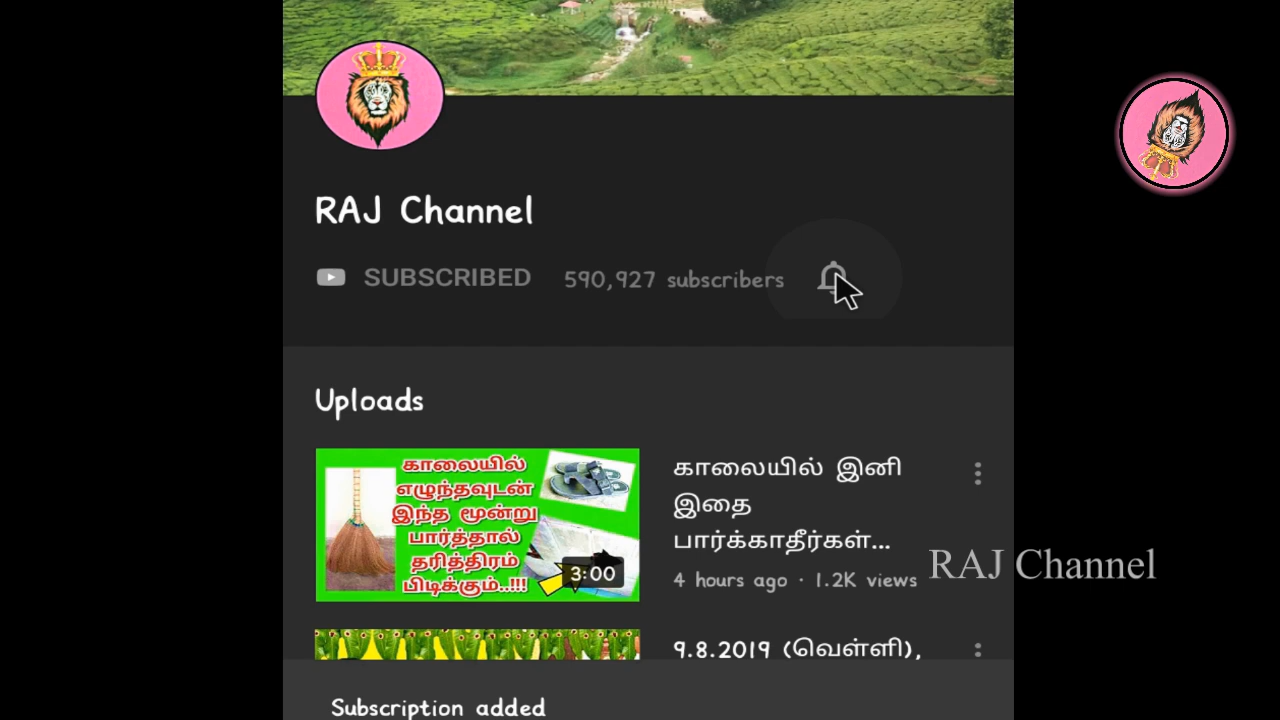 RAJ Channel
SUBSCRIBED 590,927 subscribers
Uploads
காலையில்
எழுந்தவுடன்
இந்த மூன்று
பார்த்தால்
தரித்திரம்
பிடிக்கும்..!!!
3:00
காலையில் இனி
இதை
பார்க்காதீர்கள்...
4 hours ago · 1.2K views
RAJ Channel
9.8.2019 (வெள்ளி),
Subscription added